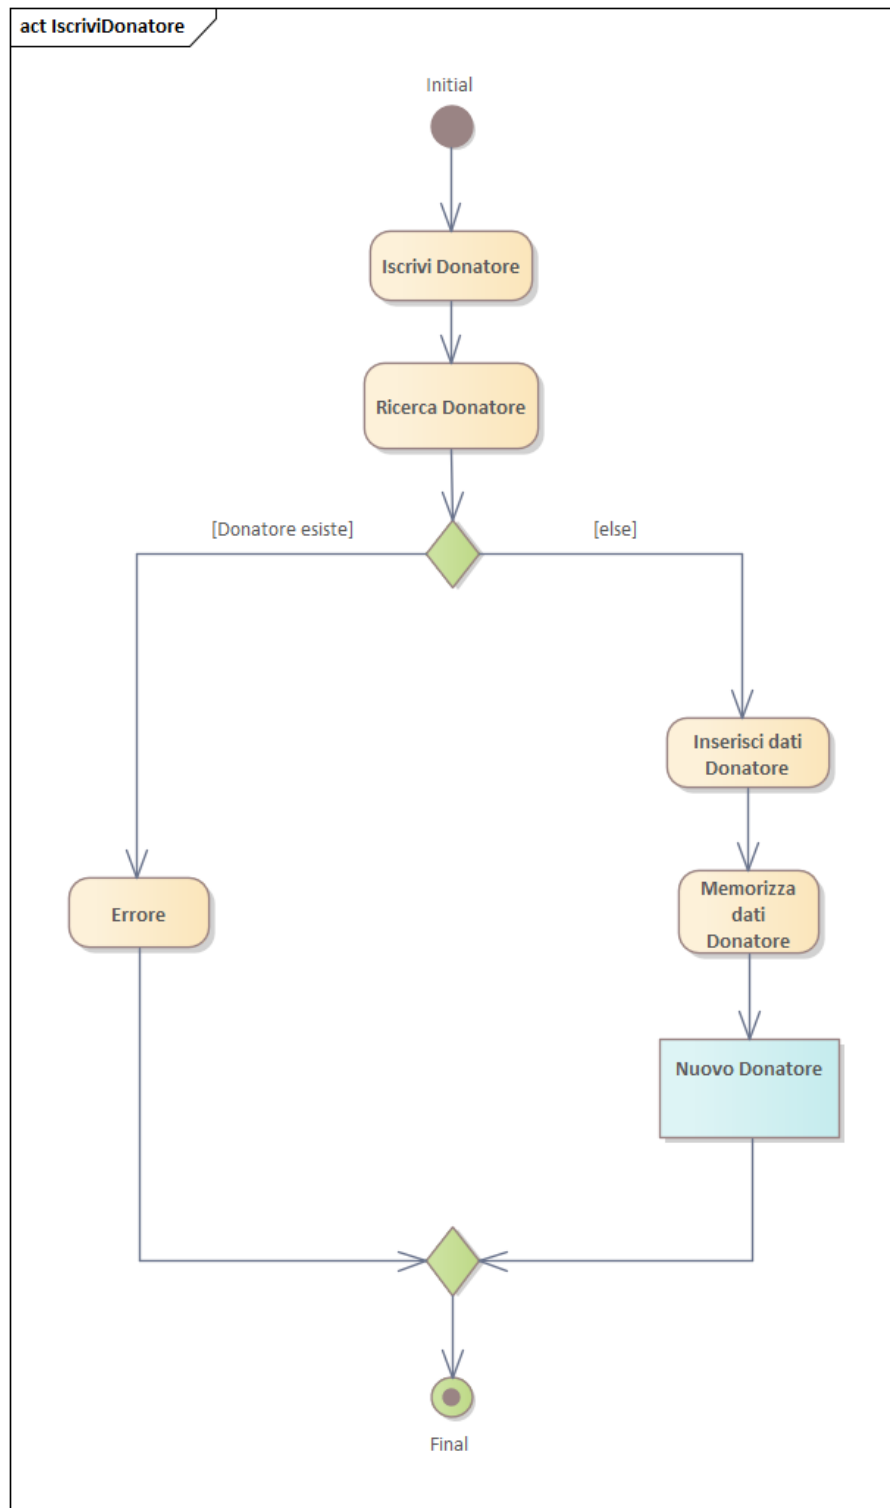 act IscriviDonatore
Initial
Iscrivi Donatore
Ricerca Donatore
[Donatore esiste]
[else]
Inserisci dati
Donatore
Memorizza
dati
Donatore
Errore
Nuovo Donatore
Final